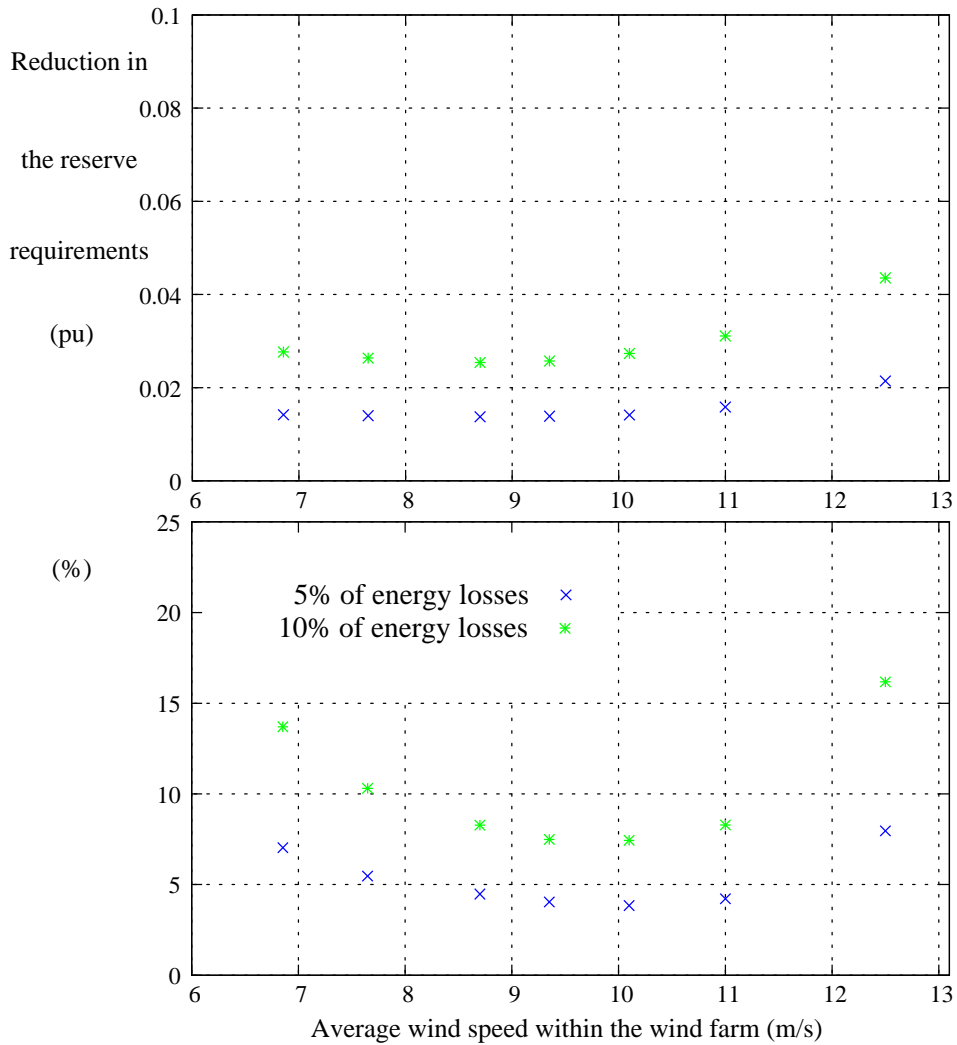 0.1
Reduction in
0.08
the reserve
0.06
requirements
0.04
(pu)
0.02
0
6 7 8 9 10 11 12 13
25
(%)
5% of energy losses
20
10% of energy losses
15
10
5
0
6 7 8 9 10 11 12 13
Average wind speed within the wind farm (m/s)